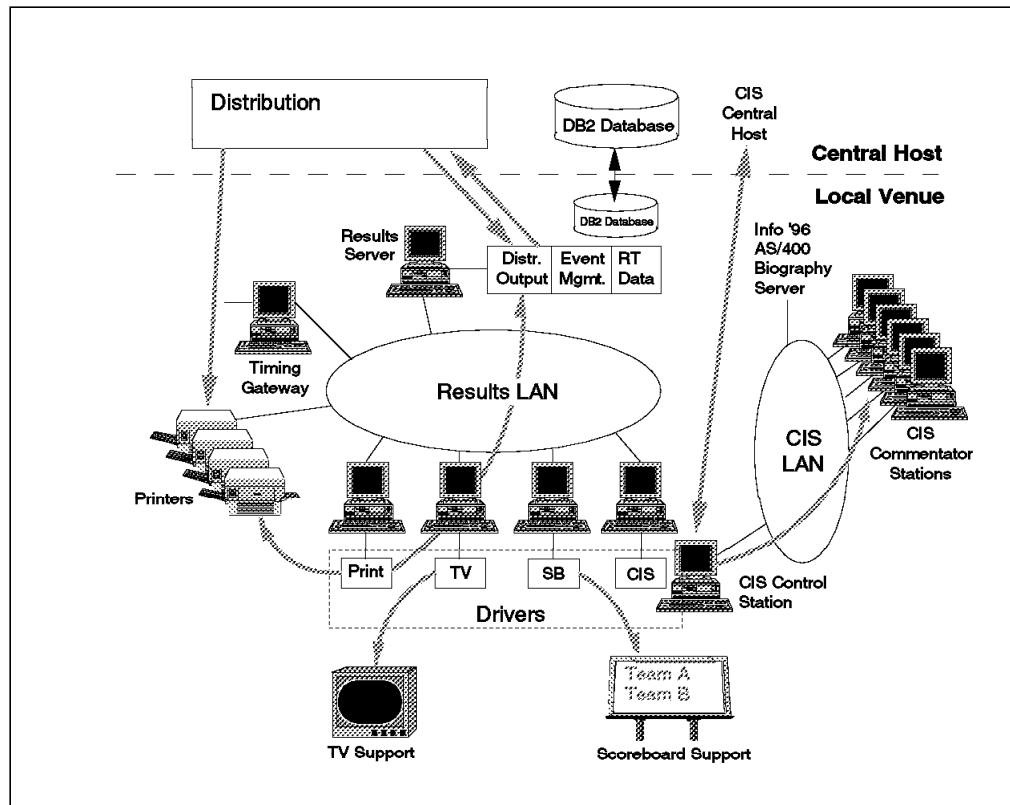 Distribution
DB2 Database
CIS
Central
Host
Central Host
Local Venue
DB2 Database
Results
Server
Distr.
Output
Event
Mgmt.
RT
Data
Info '96
AS/400
Biography
Server
Timing
Gateway
Results LAN
CIS
LAN
CIS
Commentator
Stations
Printers
Print
TV
SB
CIS
CIS Control
Station
Drivers
Team A
Team B
TV Support
Scoreboard Support